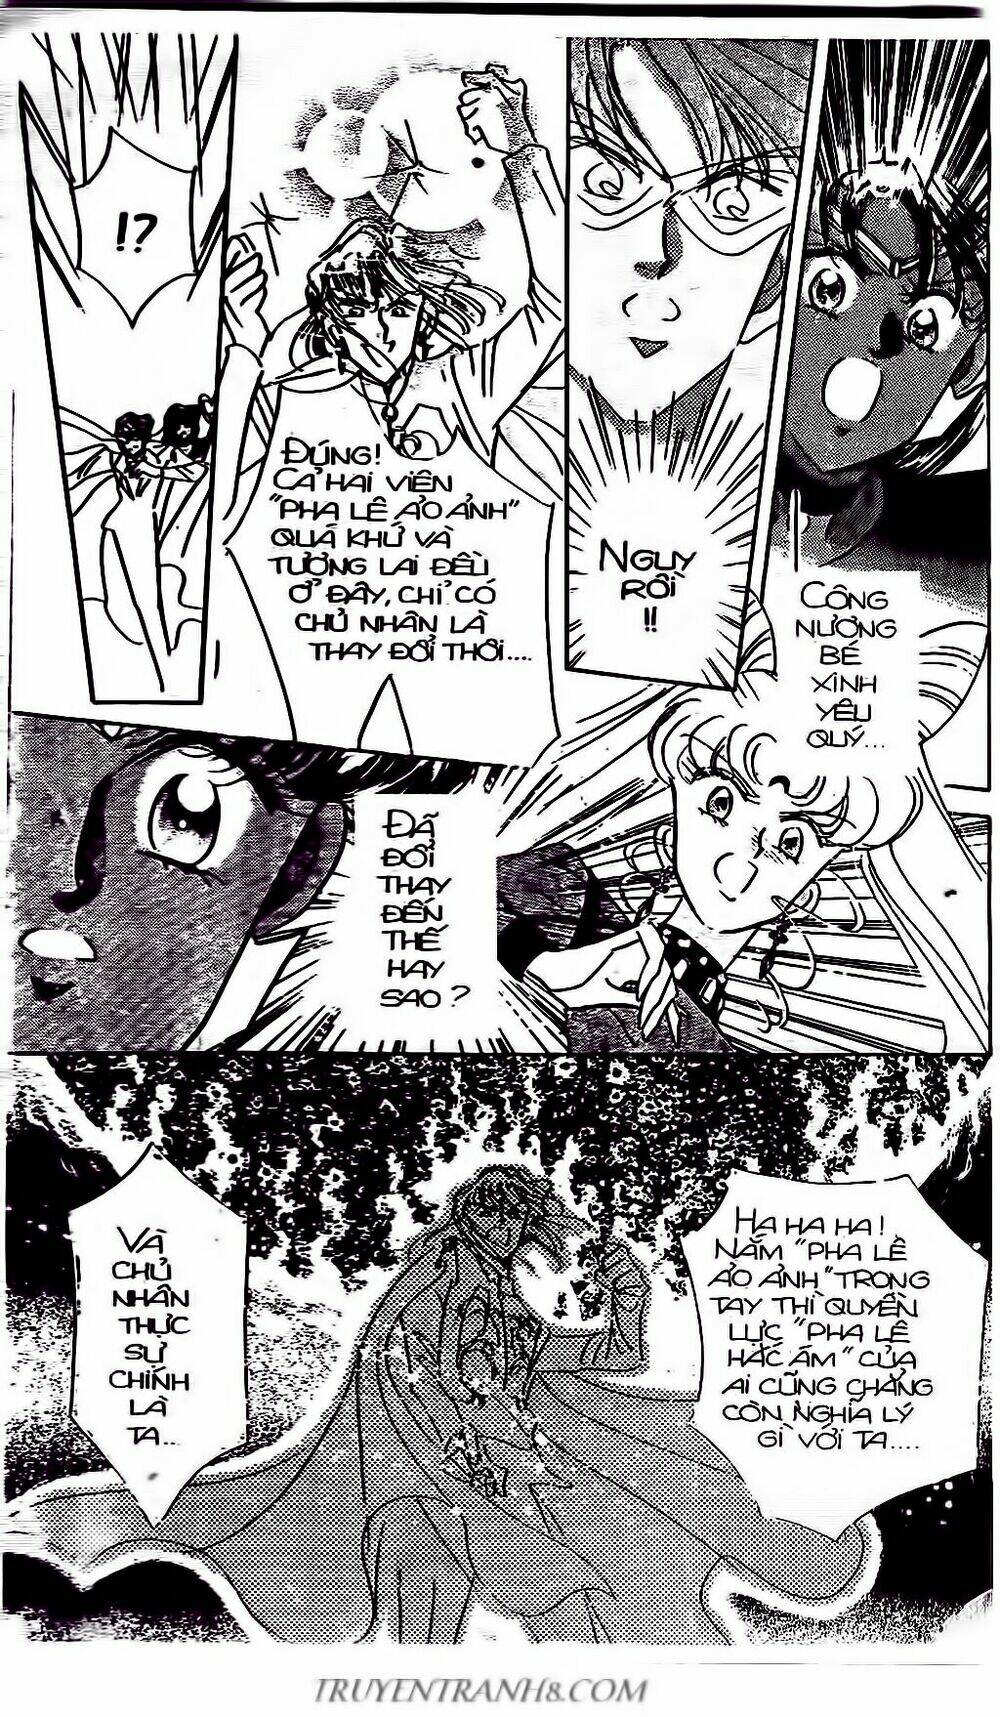 !?
ĐÚNG!
CẢ HAI VIÊN
"PHA LÊ ẢO ẢNH"
QUÁ KHỨ VÀ
TƯƠNG LAI ĐỀU
Ở ĐÂY, CHỈ CÓ
CHỦ NHÂN LÀ
THAY ĐỔI THÔI....
NGUY
RỒI
!!
CÔNG
NƯƠNG
BÉ
XINH
YÊU
QUÝ...
ĐÃ
ĐỔI
THAY
ĐẾN
THẾ
HAY
SAO?
VÀ
CHỦ
NHÂN
THỰC
SỰ
CHÍNH
LÀ
TA...
HA HA HA!
NẮM "PHA LÊ
ẢO ẢNH" TRONG
TAY THÌ QUYỀN
LỰC "PHA LÊ
HẮC ÁM" CỦA
AI CŨNG CHẲNG
CÒN NGHĨA LÝ
GÌ VỚI TA....
TRUYENTRANH8.COM